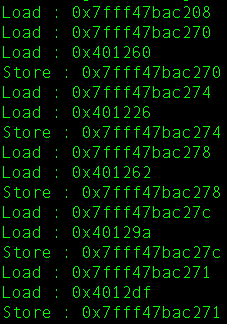 Load : 0x7fff47bac208
Load : 0x7fff47bac270
Load : 0x401260
Store : 0x7fff47bac270
Load : 0x7fff47bac274
Load : 0x401226
Store : 0x7fff47bac274
Load : 0x7fff47bac278
Load : 0x401262
Store : 0x7fff47bac278
Load : 0x7fff47bac27c
Load : 0x40129a
Store : 0x7fff47bac27c
Load : 0x7fff47bac271
Load : 0x4012df
Store : 0x7fff47bac271